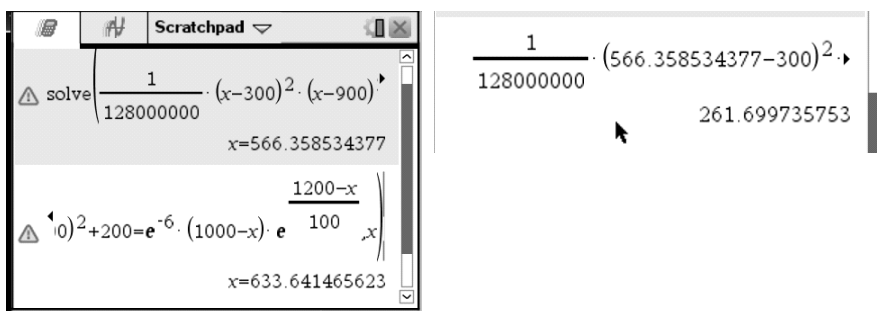 Scratchpad
solve( 1/128000000 · (x-300)² · (x-900)
x=566.358534377
0)²+200=e^-6 · (1000-x) · e^((1200-x)/100) ,x)
x=633.641465623
1/128000000 · (566.358534377-300)² ·
261.699735753